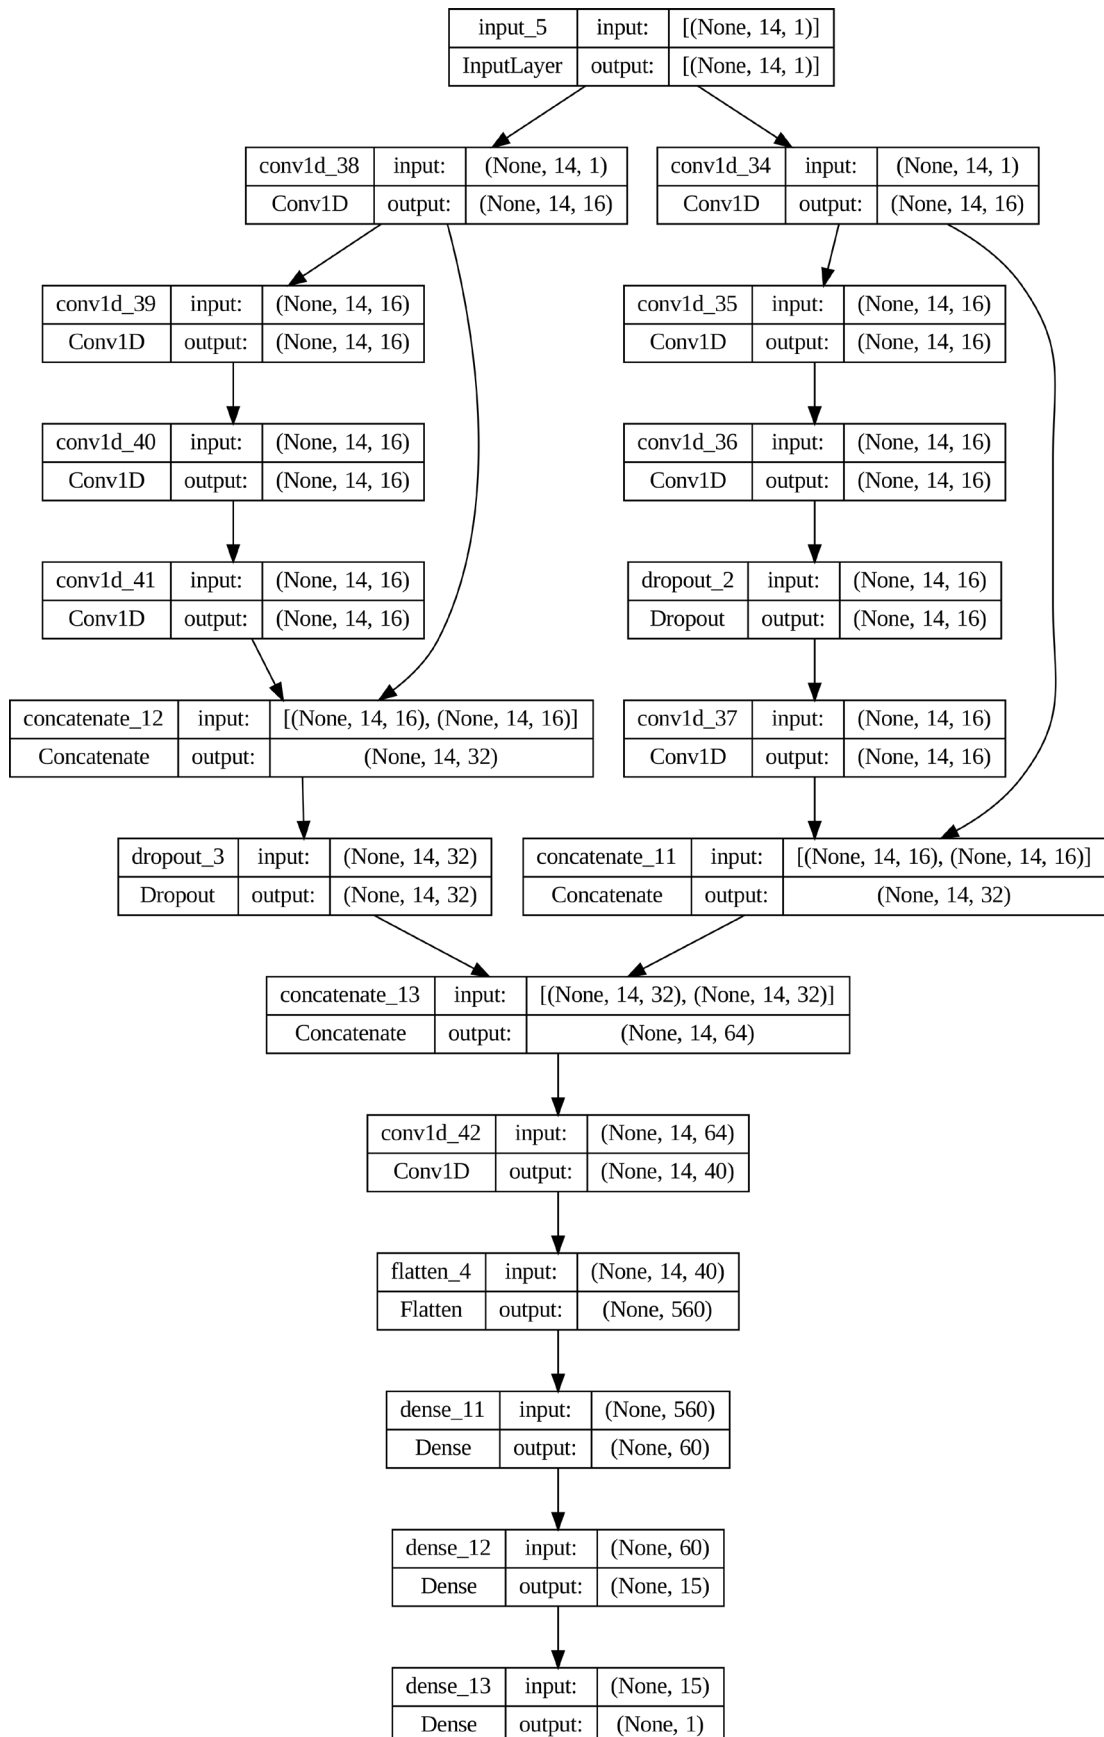 input_5 input: [(None, 14, 1)]
InputLayer output: [(None, 14, 1)]
conv1d_38 input: (None, 14, 1)
Conv1D output: (None, 14, 16)
conv1d_34 input: (None, 14, 1)
Conv1D output: (None, 14, 16)
conv1d_39 input: (None, 14, 16)
Conv1D output: (None, 14, 16)
conv1d_35 input: (None, 14, 16)
Conv1D output: (None, 14, 16)
conv1d_40 input: (None, 14, 16)
Conv1D output: (None, 14, 16)
conv1d_36 input: (None, 14, 16)
Conv1D output: (None, 14, 16)
conv1d_41 input: (None, 14, 16)
Conv1D output: (None, 14, 16)
dropout_2 input: (None, 14, 16)
Dropout output: (None, 14, 16)
concatenate_12 input: [(None, 14, 16), (None, 14, 16)]
Concatenate output: (None, 14, 32)
conv1d_37 input: (None, 14, 16)
Conv1D output: (None, 14, 16)
dropout_3 input: (None, 14, 32)
Dropout output: (None, 14, 32)
concatenate_11 input: [(None, 14, 16), (None, 14, 16)]
Concatenate output: (None, 14, 32)
concatenate_13 input: [(None, 14, 32), (None, 14, 32)]
Concatenate output: (None, 14, 64)
conv1d_42 input: (None, 14, 64)
Conv1D output: (None, 14, 40)
flatten_4 input: (None, 14, 40)
Flatten output: (None, 560)
dense_11 input: (None, 560)
Dense output: (None, 60)
dense_12 input: (None, 60)
Dense output: (None, 15)
dense_13 input: (None, 15)
Dense output: (None, 1)